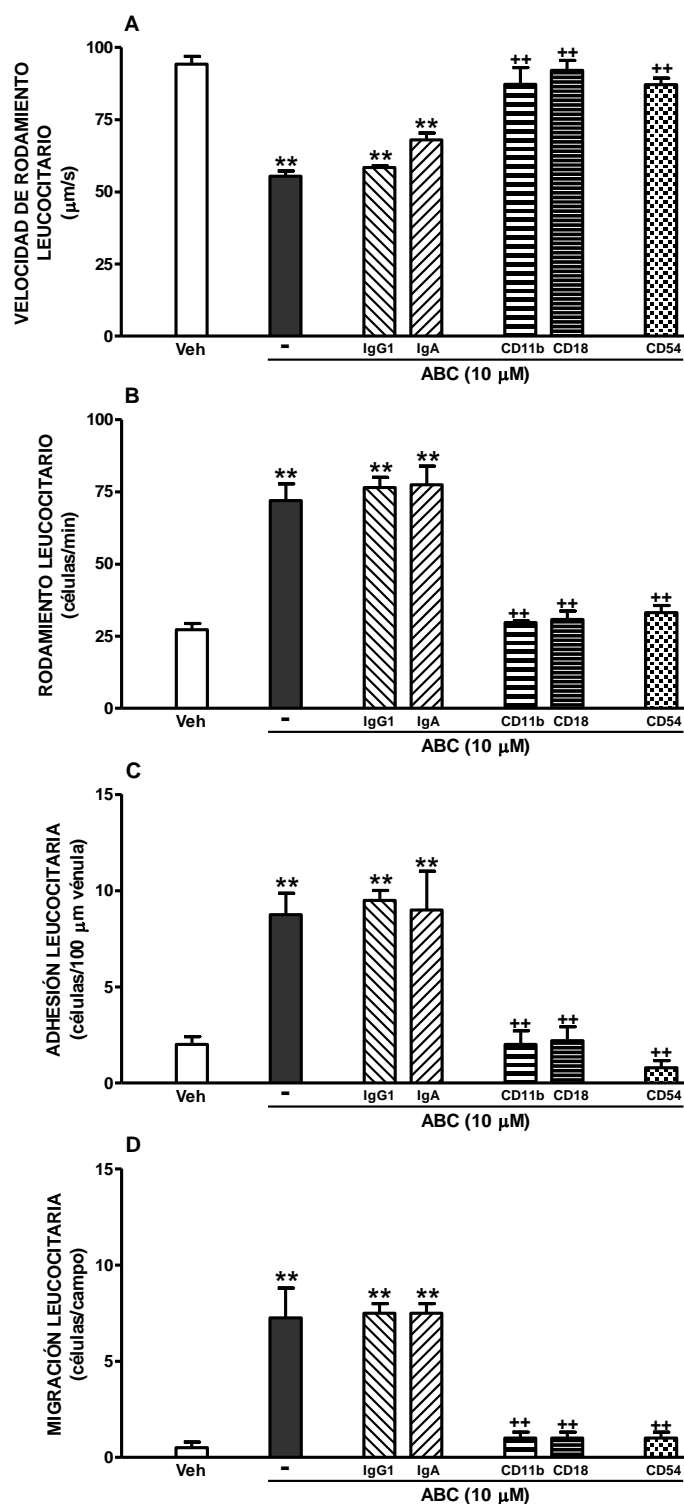 A
VELOCIDAD DE RODAMIENTO
LEUCOCITARIO
(μm/s)
100
75
50
25
0
**
**
**
++
++
++
Veh
-
IgG1
IgA
CD11b
CD18
CD54
ABC (10 μM)
B
RODAMIENTO LEUCOCITARIO
(células/min)
100
75
50
25
0
**
**
**
++
++
++
Veh
-
IgG1
IgA
CD11b
CD18
CD54
ABC (10 μM)
C
ADHESIÓN LEUCOCITARIA
(células/100 μm vénula)
15
10
5
0
**
**
**
++
++
++
Veh
-
IgG1
IgA
CD11b
CD18
CD54
ABC (10 μM)
D
MIGRACIÓN LEUCOCITARIA
(células/campo)
15
10
5
0
**
**
**
++
++
++
Veh
-
IgG1
IgA
CD11b
CD18
CD54
ABC (10 μM)